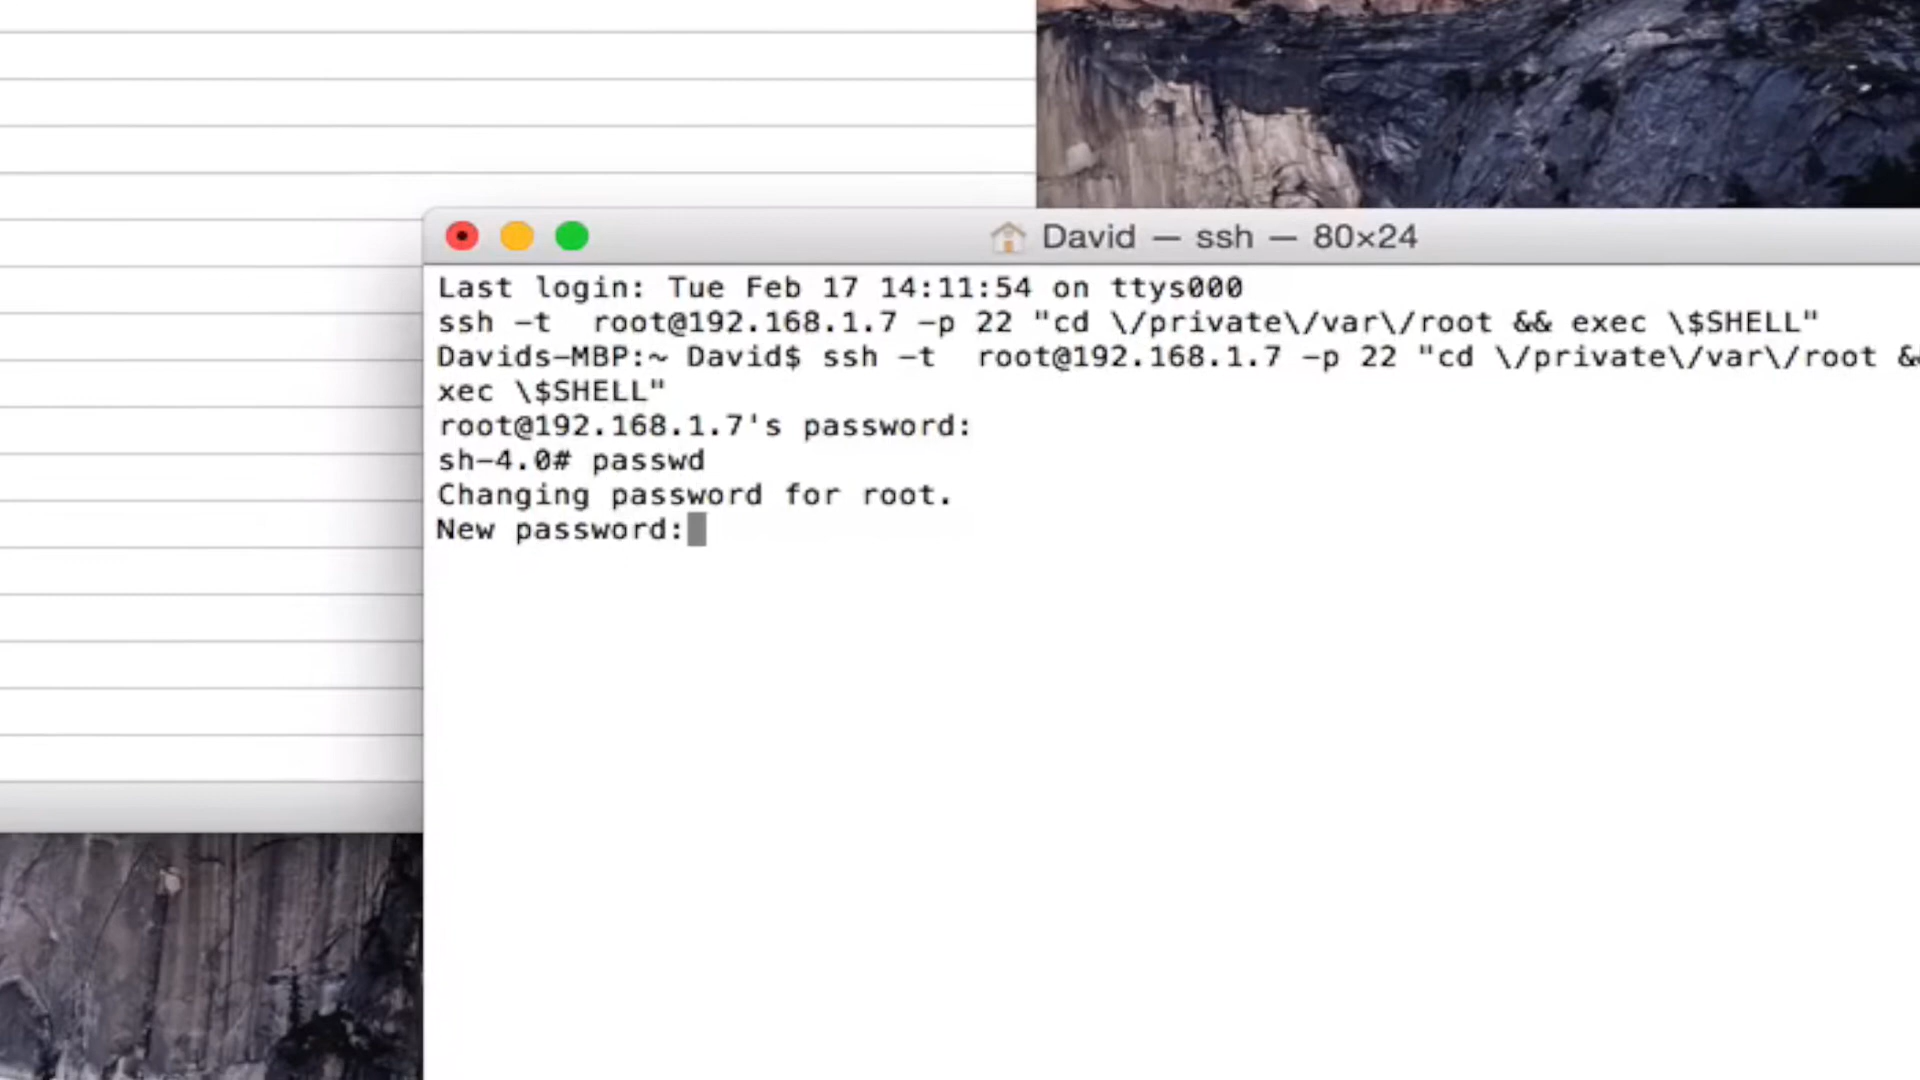 David — ssh — 80×24
Last login: Tue Feb 17 14:11:54 on ttys000
ssh -t  root@192.168.1.7 -p 22 "cd \/private\/var\/root && exec \$SHELL"
Davids-MBP:~ David$ ssh -t  root@192.168.1.7 -p 22 "cd \/private\/var\/root &
xec \$SHELL"
root@192.168.1.7's password:
sh-4.0# passwd
Changing password for root.
New password: